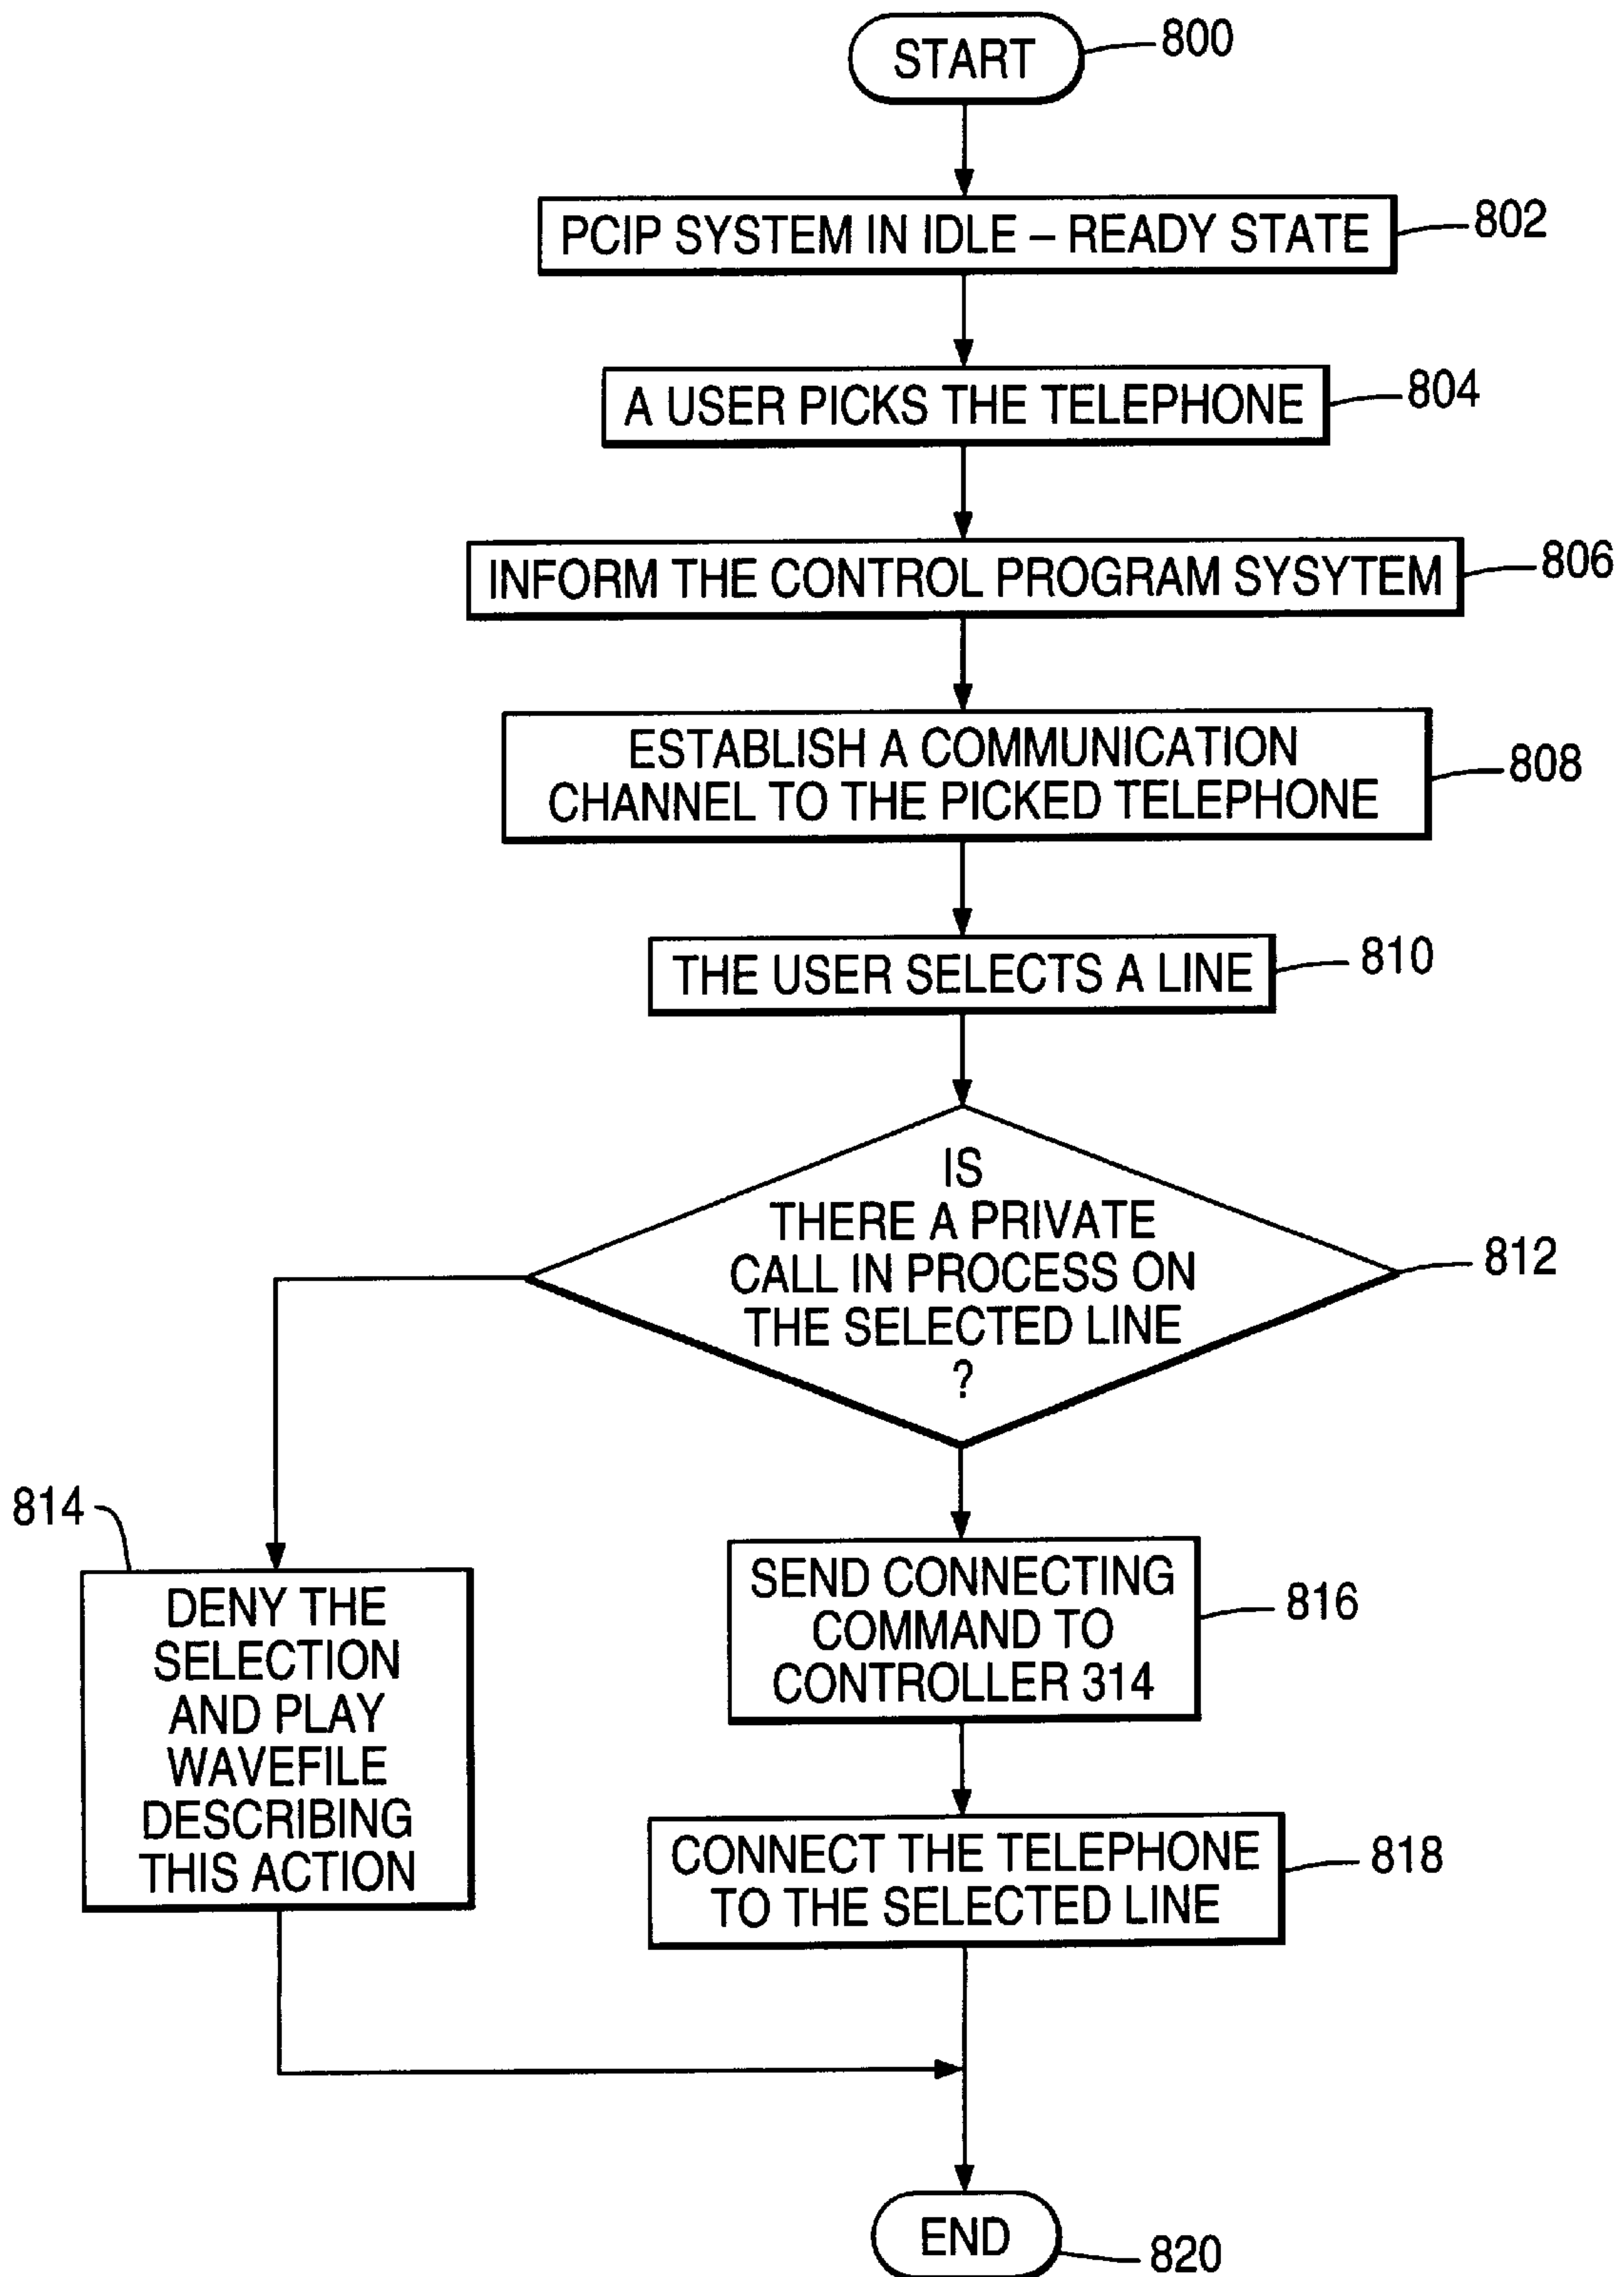 START
800
PCIP SYSTEM IN IDLE – READY STATE
802
A USER PICKS THE TELEPHONE
804
INFORM THE CONTROL PROGRAM SYSYTEM
806
ESTABLISH A COMMUNICATION
CHANNEL TO THE PICKED TELEPHONE
808
THE USER SELECTS A LINE
810
IS
THERE A PRIVATE
CALL IN PROCESS ON
THE SELECTED LINE
?
812
814
DENY THE
SELECTION
AND PLAY
WAVEFILE
DESCRIBING
THIS ACTION
SEND CONNECTING
COMMAND TO
CONTROLLER 314
816
CONNECT THE TELEPHONE
TO THE SELECTED LINE
818
END
820